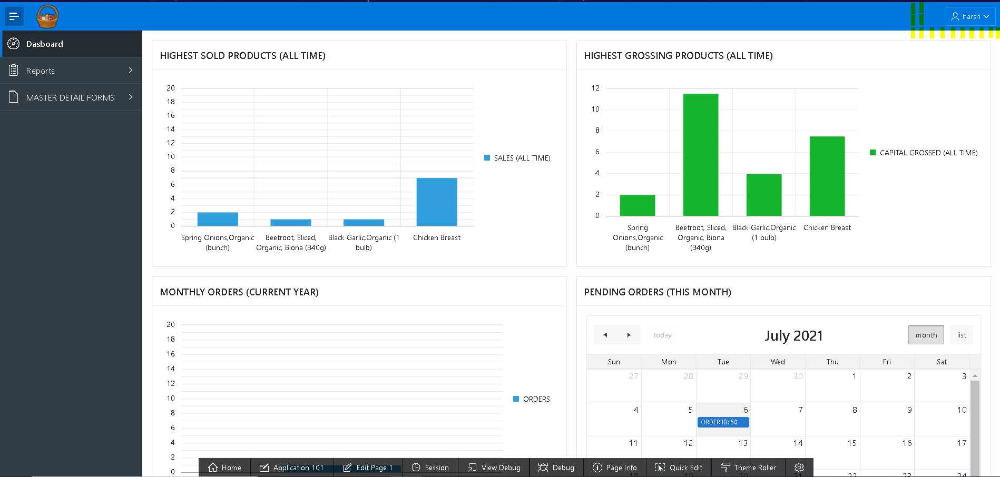 harsh
Dasboard
Reports
MASTER DETAIL FORMS
HIGHEST SOLD PRODUCTS (ALL TIME)
20
18
16
14
12
10
8
6
4
2
0
Spring Onions,Organic
(bunch)
Beetroot, Sliced,
Organic, Biona (340g)
Black Garlic,Organic (1
bulb)
Chicken Breast
SALES (ALL TIME)
HIGHEST GROSSING PRODUCTS (ALL TIME)
12
10
8
6
4
2
0
Spring
Onions,Organic
(bunch)
Beetroot, Sliced,
Organic, Biona
(340g)
Black Garlic,Organic
(1 bulb)
Chicken Breast
CAPITAL GROSSED (ALL TIME)
MONTHLY ORDERS (CURRENT YEAR)
20
18
16
14
12
10
8
6
4
2
0
ORDERS
PENDING ORDERS (THIS MONTH)
today
July 2021
month
list
Sun Mon Tue Wed Thu Fri Sat
27 28 29 30 1 2 3
4 5 6 7 8 9 10
ORDER ID: 50
11 12 13 14 15 16 17
18 19 20 21 22 23 24
Home Application 101 Edit Page 1 Session View Debug Debug Page Info Quick Edit Theme Roller